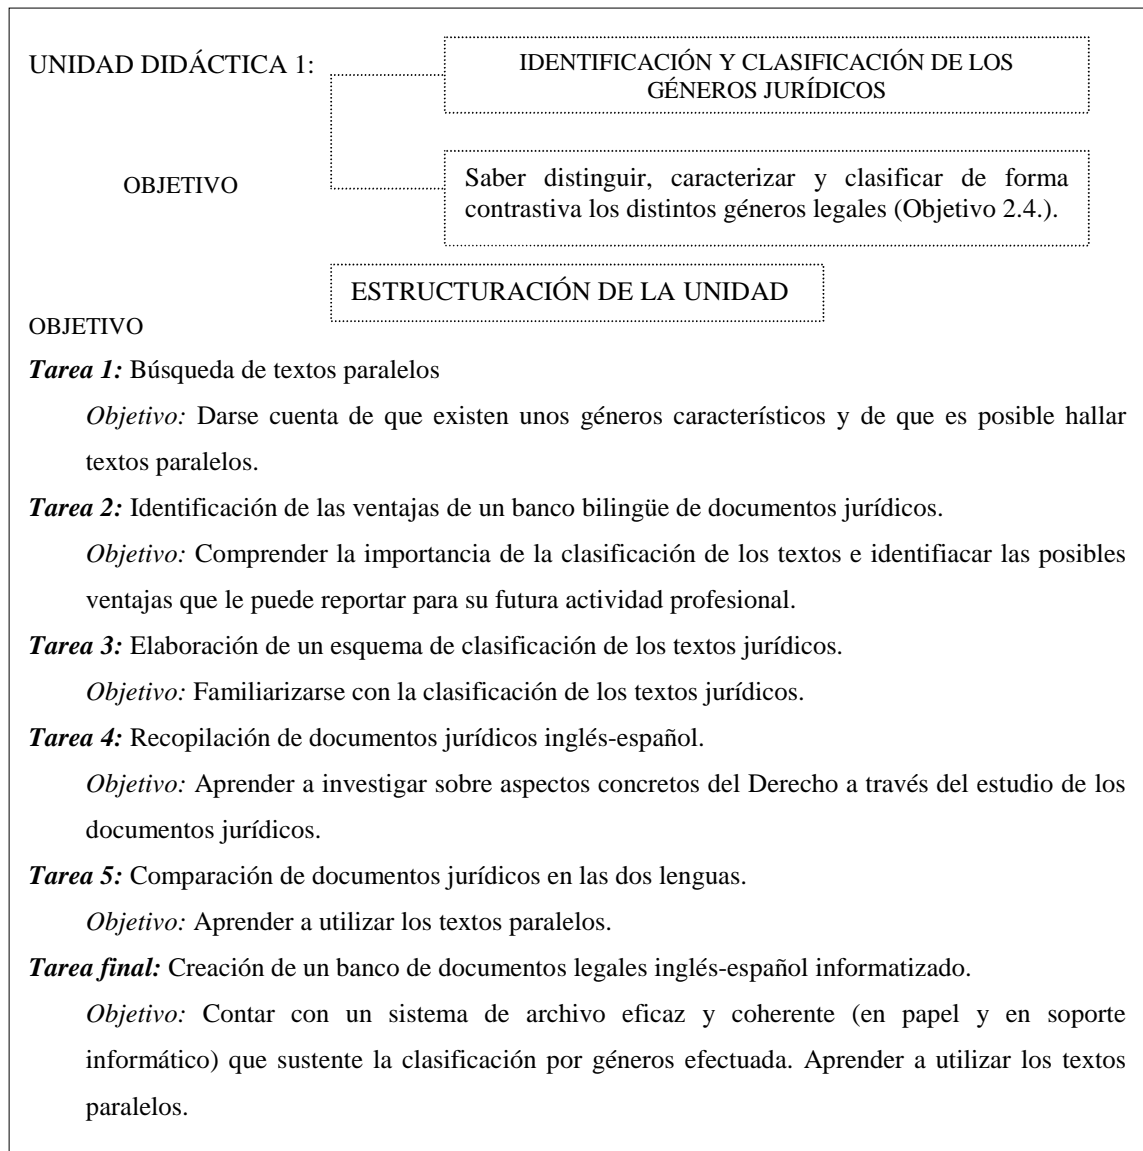 UNIDAD DIDÁCTICA 1:
IDENTIFICACIÓN Y CLASIFICACIÓN DE LOS
GÉNEROS JURÍDICOS
OBJETIVO
Saber distinguir, caracterizar y clasificar de forma
contrastiva los distintos géneros legales (Objetivo 2.4.).
ESTRUCTURACIÓN DE LA UNIDAD
OBJETIVO
Tarea 1: Búsqueda de textos paralelos
Objetivo: Darse cuenta de que existen unos géneros característicos y de que es posible hallar
textos paralelos.
Tarea 2: Identificación de las ventajas de un banco bilingüe de documentos jurídicos.
Objetivo: Comprender la importancia de la clasificación de los textos e identifiacar las posibles
ventajas que le puede reportar para su futura actividad profesional.
Tarea 3: Elaboración de un esquema de clasificación de los textos jurídicos.
Objetivo: Familiarizarse con la clasificación de los textos jurídicos.
Tarea 4: Recopilación de documentos jurídicos inglés-español.
Objetivo: Aprender a investigar sobre aspectos concretos del Derecho a través del estudio de los
documentos jurídicos.
Tarea 5: Comparación de documentos jurídicos en las dos lenguas.
Objetivo: Aprender a utilizar los textos paralelos.
Tarea final: Creación de un banco de documentos legales inglés-español informatizado.
Objetivo: Contar con un sistema de archivo eficaz y coherente (en papel y en soporte
informático) que sustente la clasificación por géneros efectuada. Aprender a utilizar los textos
paralelos.